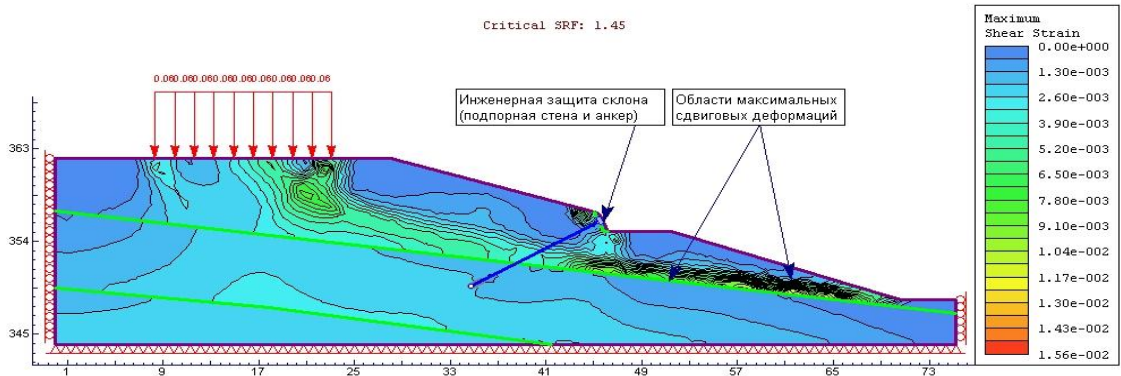 Critical SRF: 1.45
Maximum
Shear Strain
0.00e+000
1.30e-003
2.60e-003
3.90e-003
5.20e-003
6.50e-003
7.80e-003
9.10e-003
1.04e-002
1.17e-002
1.30e-002
1.43e-002
1.56e-002
0.060.060.060.060.060.060.060.060.060.06
Инженерная защита склона
(подпорная стена и анкер)
Области максимальных
сдвиговых деформаций
363
354
345
1 9 17 25 33 41 49 57 65 73